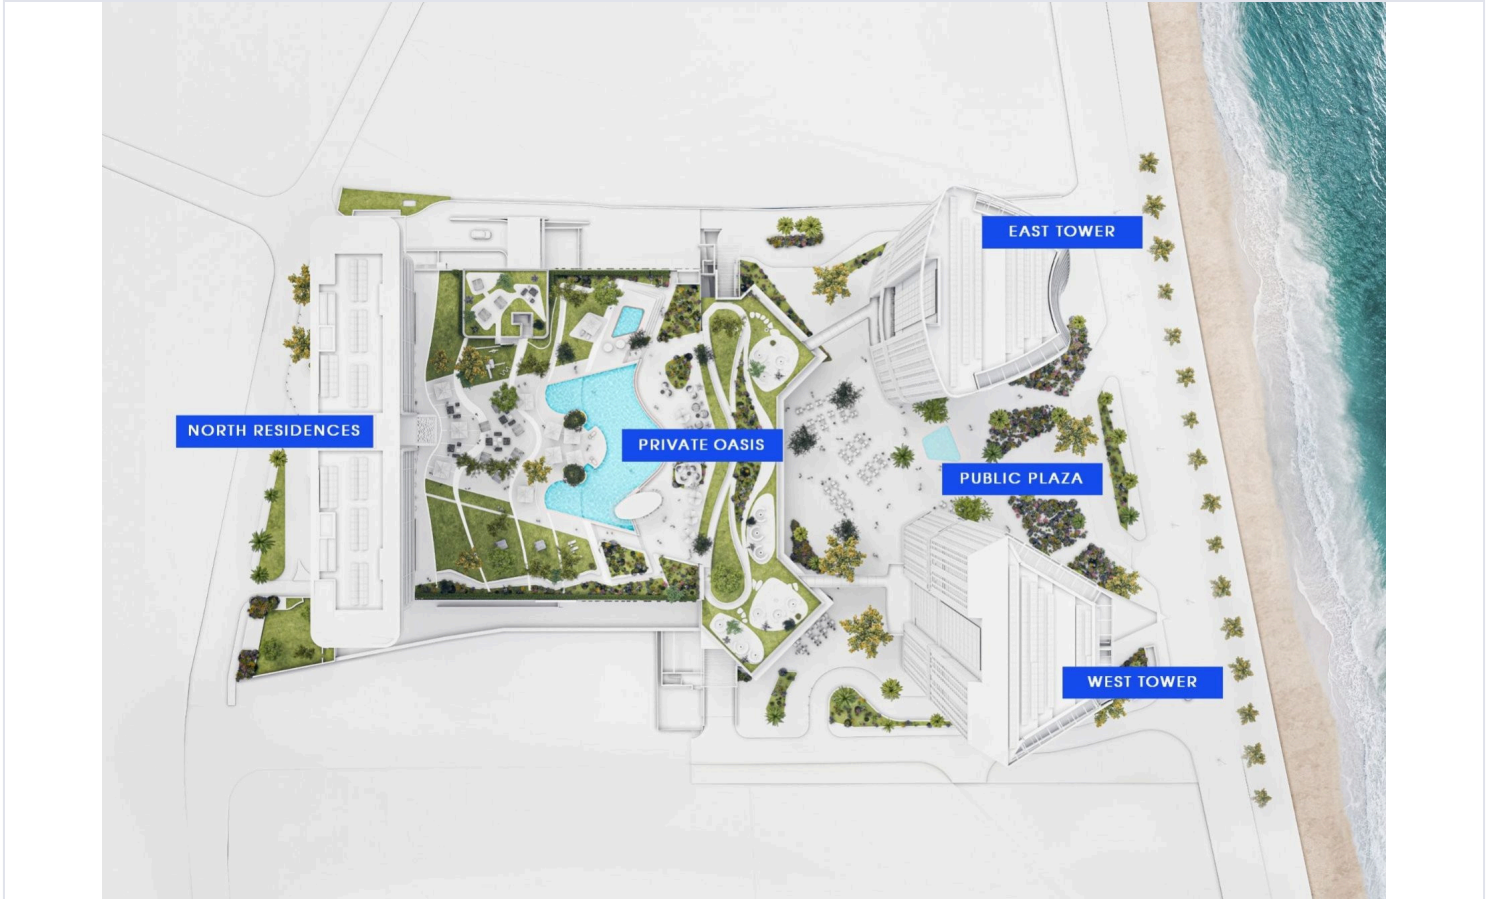 EAST TOWER
NORTH RESIDENCES
PRIVATE OASIS
PUBLIC PLAZA
WEST TOWER